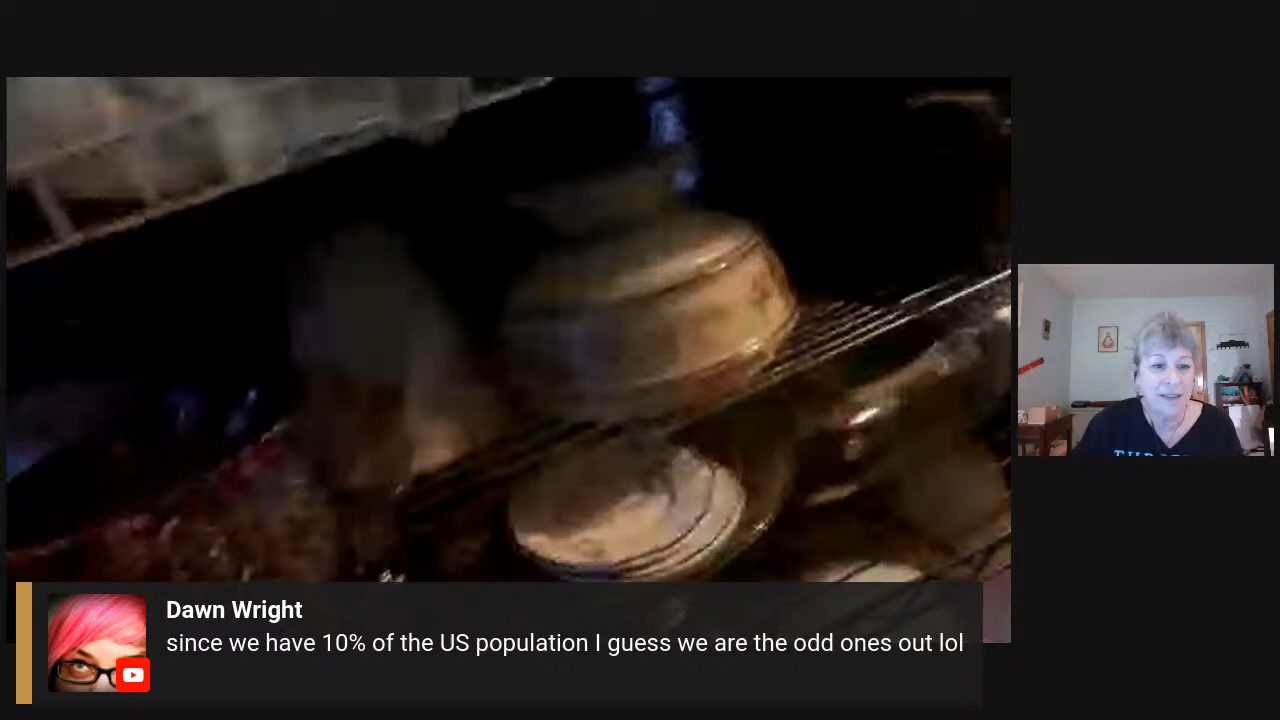 Dawn Wright
since we have 10% of the US population I guess we are the odd ones out lol